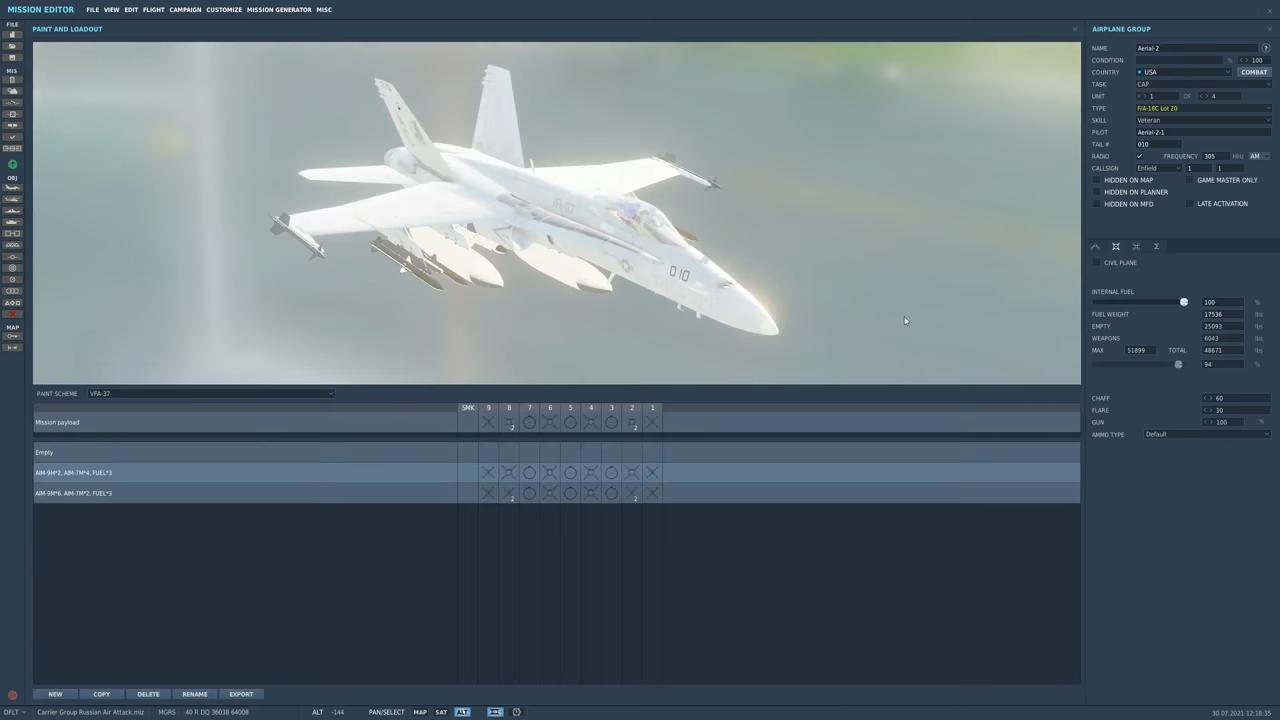 MISSION EDITOR FILE VIEW EDIT FLIGHT CAMPAIGN CUSTOMIZE MISSION GENERATOR MISC
FILE
MIS
OBJ
MAP
PAINT AND LOADOUT
010
PAINT SCHEME VFA-37
SMK 9 8 7 6 5 4 3 2 1
Mission payload 2 2
Empty
AIM-9M*2, AIM-7M*4, FUEL*3
AIM-9M*6, AIM-7M*2, FUEL*3 2 2
NEW COPY DELETE RENAME EXPORT
AIRPLANE GROUP
NAME Aerial-2 ?
CONDITION % < > 100
COUNTRY USA COMBAT
TASK CAP
UNIT < > 1 OF < > 4
TYPE F/A-18C Lot 20
SKILL Veteran
PILOT Aerial-2-1
TAIL # 010
RADIO FREQUENCY 305 MHz AM
CALLSIGN Enfield 1 1
HIDDEN ON MAP GAME MASTER ONLY
HIDDEN ON PLANNER
HIDDEN ON MFD LATE ACTIVATION
CIVIL PLANE
INTERNAL FUEL
100 %
FUEL WEIGHT 17536 lbs
EMPTY 25093 lbs
WEAPONS 6043 lbs
MAX 51899 TOTAL 48671 lbs
94 %
CHAFF < > 60
FLARE < > 30
GUN < > 100 %
AMMO TYPE Default
DFLT Carrier Group Russian Air Attack.miz MGRS 40 R DQ 36038 64008 ALT -144 PAN/SELECT MAP SAT ALT 30.07.2021 12:18:35